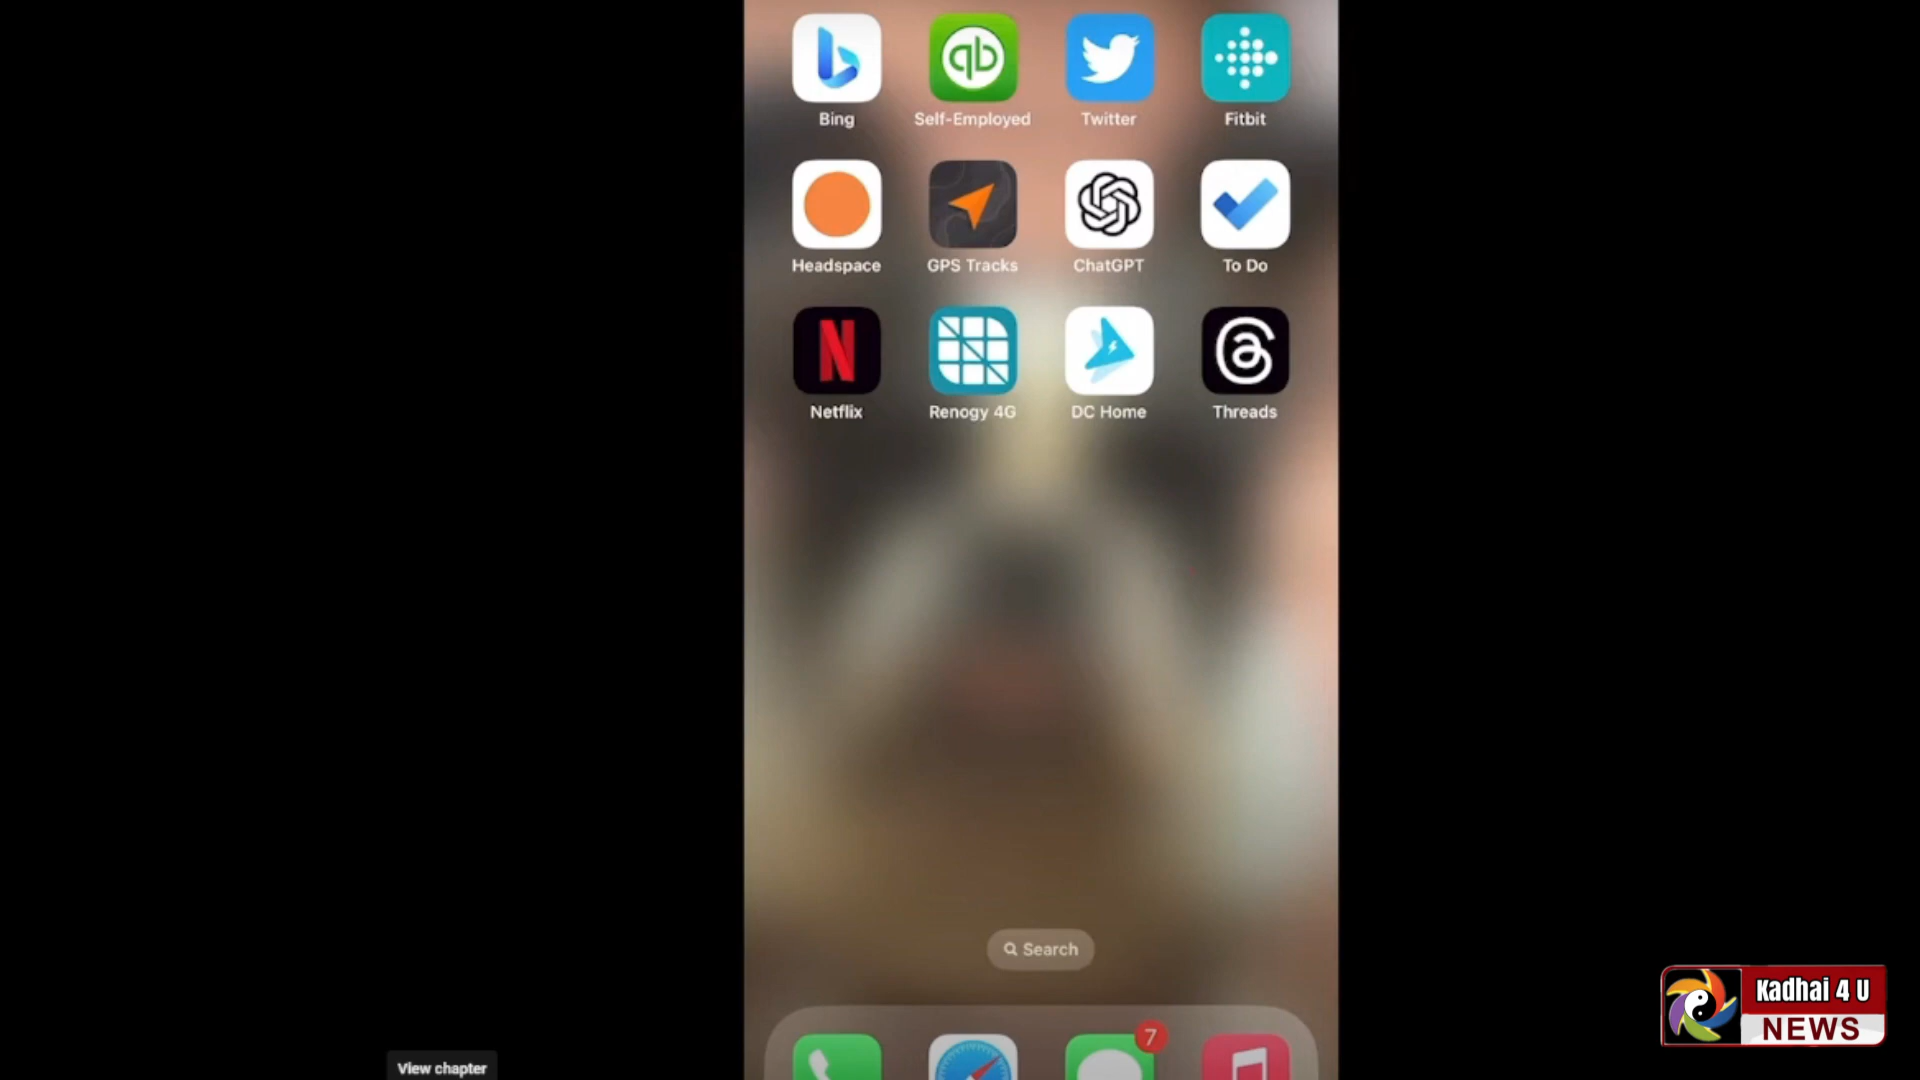 Bing
Self-Employed
Twitter
Fitbit
Headspace
GPS Tracks
ChatGPT
To Do
Netflix
Renogy 4G
DC Home
Threads
Search
7
View chapter
Kadhai 4 U
NEWS